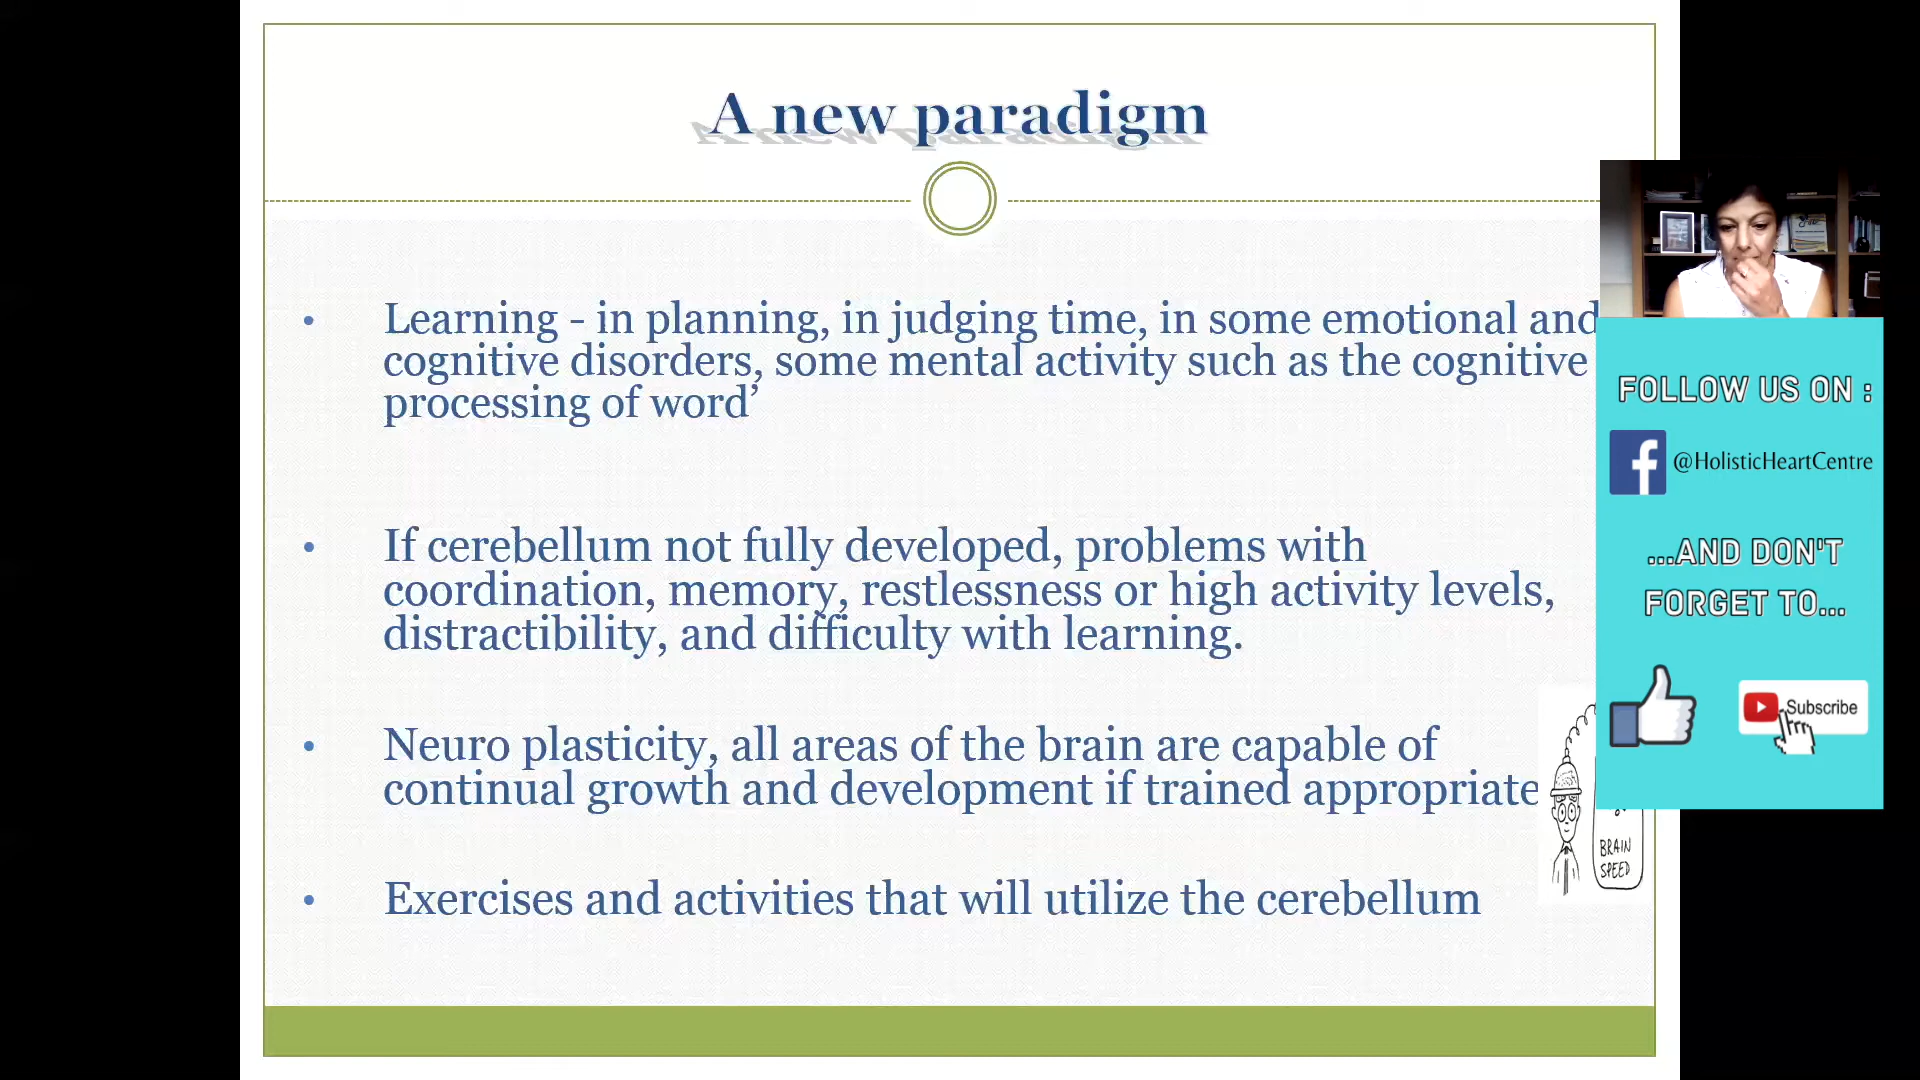 A new paradigm
• Learning - in planning, in judging time, in some emotional and
cognitive disorders, some mental activity such as the cognitive
processing of word’
• If cerebellum not fully developed, problems with
coordination, memory, restlessness or high activity levels,
distractibility, and difficulty with learning.
• Neuro plasticity, all areas of the brain are capable of
continual growth and development if trained appropriate
• Exercises and activities that will utilize the cerebellum
BRAIN
SPEED
FOLLOW US ON :
@HolisticHeartCentre
...AND DON'T
FORGET TO...
Subscribe